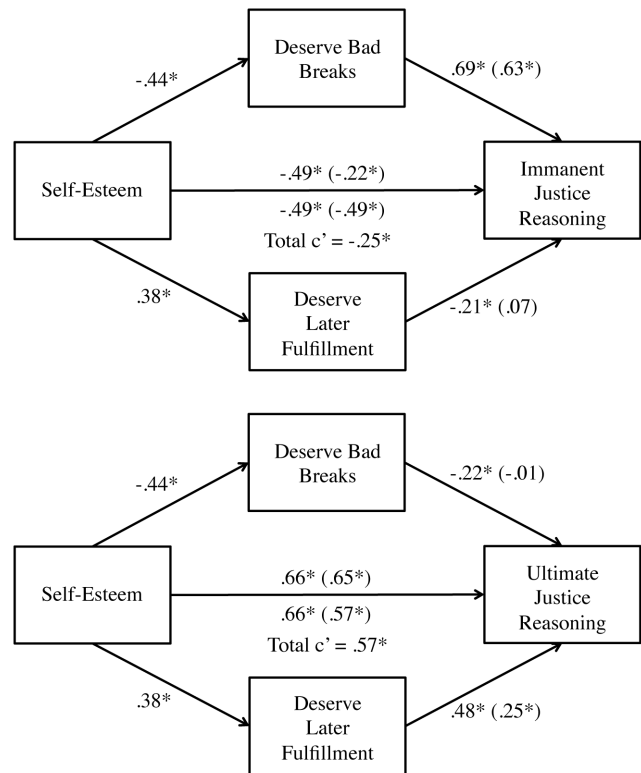 Deserve Bad
Breaks
-.44*
.69* (.63*)
Self-Esteem
-.49* (-.22*)
-.49* (-.49*)
Total c’ = -.25*
Immanent
Justice
Reasoning
.38*
Deserve
Later
Fulfillment
-.21* (.07)
Deserve Bad
Breaks
-.44*
-.22* (-.01)
Self-Esteem
.66* (.65*)
.66* (.57*)
Total c’ = .57*
Ultimate
Justice
Reasoning
.38*
Deserve
Later
Fulfillment
.48* (.25*)